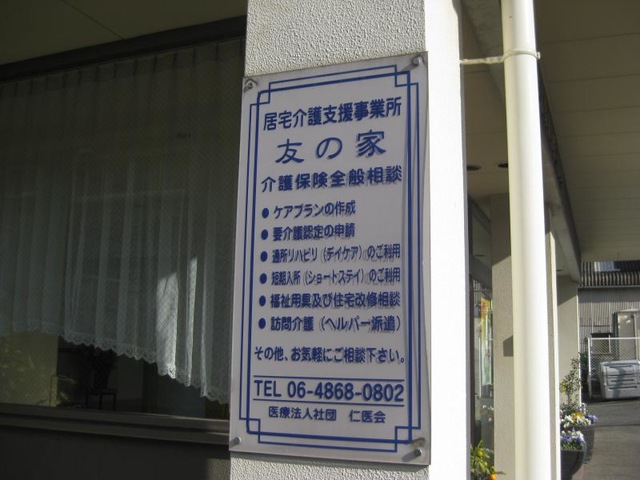 居宅介護支援事業所
友の家
介護保険全般相談
● ケアプランの作成
● 要介護認定の申請
● 通所リハビリ（デイケア）のご利用
● 短期入所（ショートステイ）のご利用
● 福祉用具及び住宅改修相談
● 訪問介護（ヘルパー派遣）
その他、お気軽にご相談下さい。
TEL 06-4868-0802
医療法人社団 仁医会